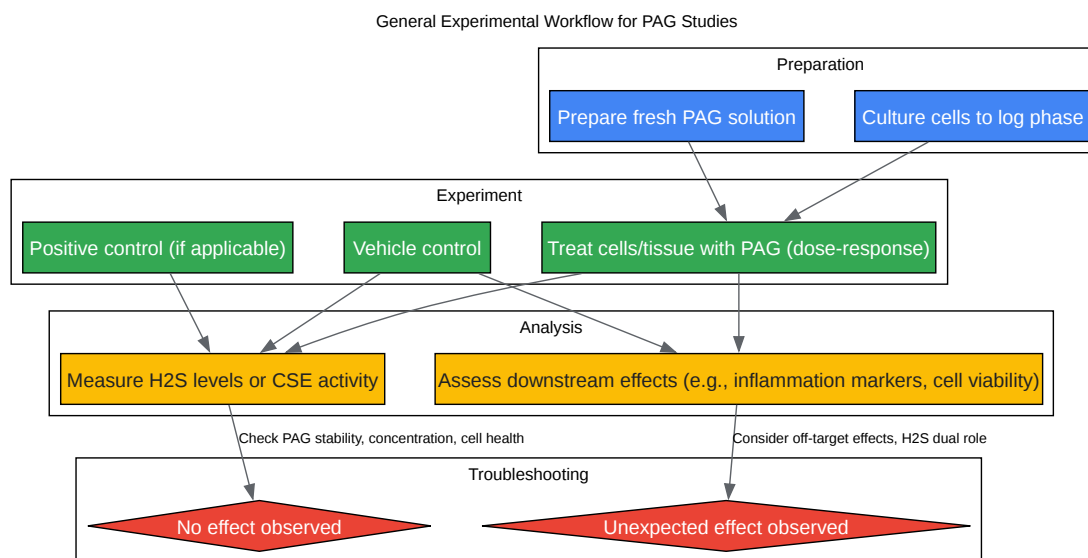 General Experimental Workflow for PAG Studies
Preparation
Prepare fresh PAG solution
Culture cells to log phase
Experiment
Positive control (if applicable)
Vehicle control
Treat cells/tissue with PAG (dose-response)
Analysis
Measure H2S levels or CSE activity
Assess downstream effects (e.g., inflammation markers, cell viability)
Check PAG stability, concentration, cell health
Consider off-target effects, H2S dual role
Troubleshooting
No effect observed
Unexpected effect observed